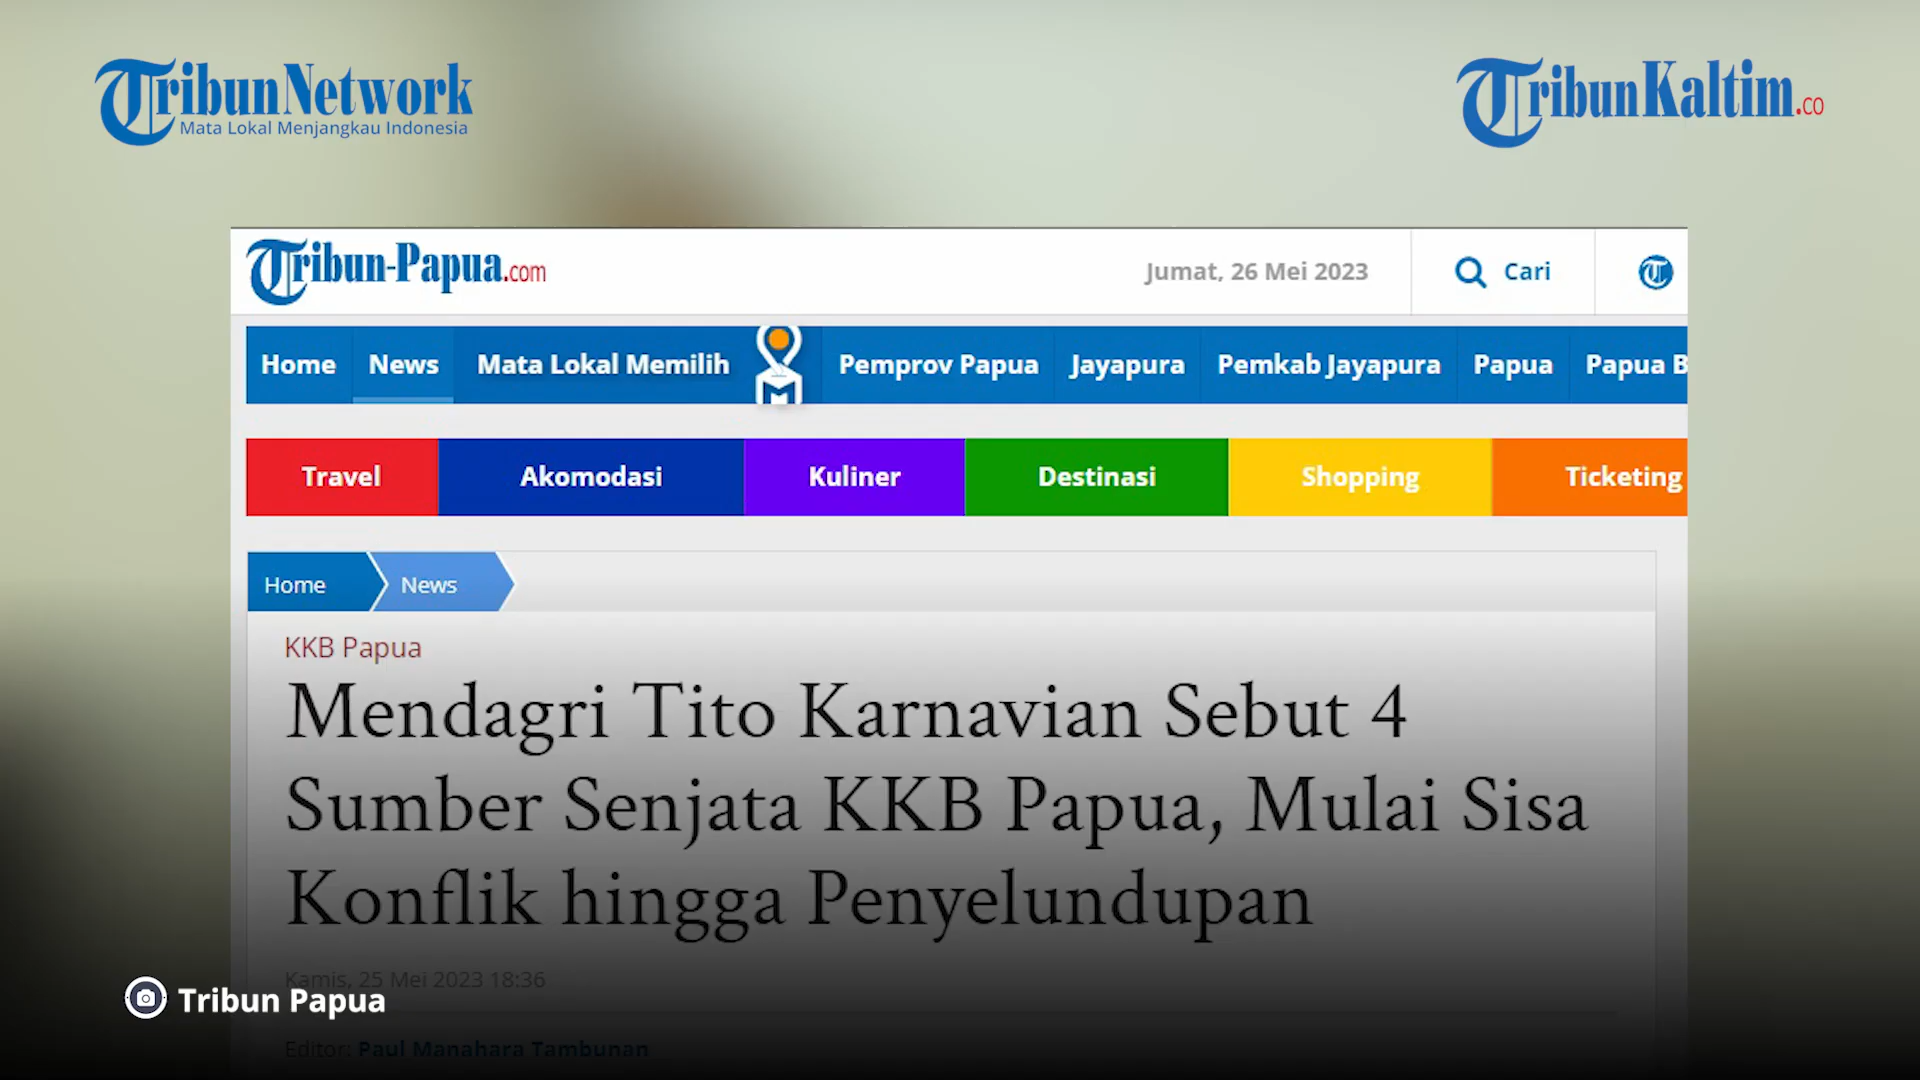 TribunNetwork
Mata Lokal Menjangkau Indonesia
TribunKaltim.co
Tribun-Papua.com
Jumat, 26 Mei 2023
Cari
Home News Mata Lokal Memilih Pemprov Papua Jayapura Pemkab Jayapura Papua Papua B
Travel Akomodasi Kuliner Destinasi Shopping Ticketing
Home News
KKB Papua
Mendagri Tito Karnavian Sebut 4
Sumber Senjata KKB Papua, Mulai Sisa
Konflik hingga Penyelundupan
Kamis, 25 Mei 2023 18:36
Tribun Papua
Editor: Paul Manahara Tambunan